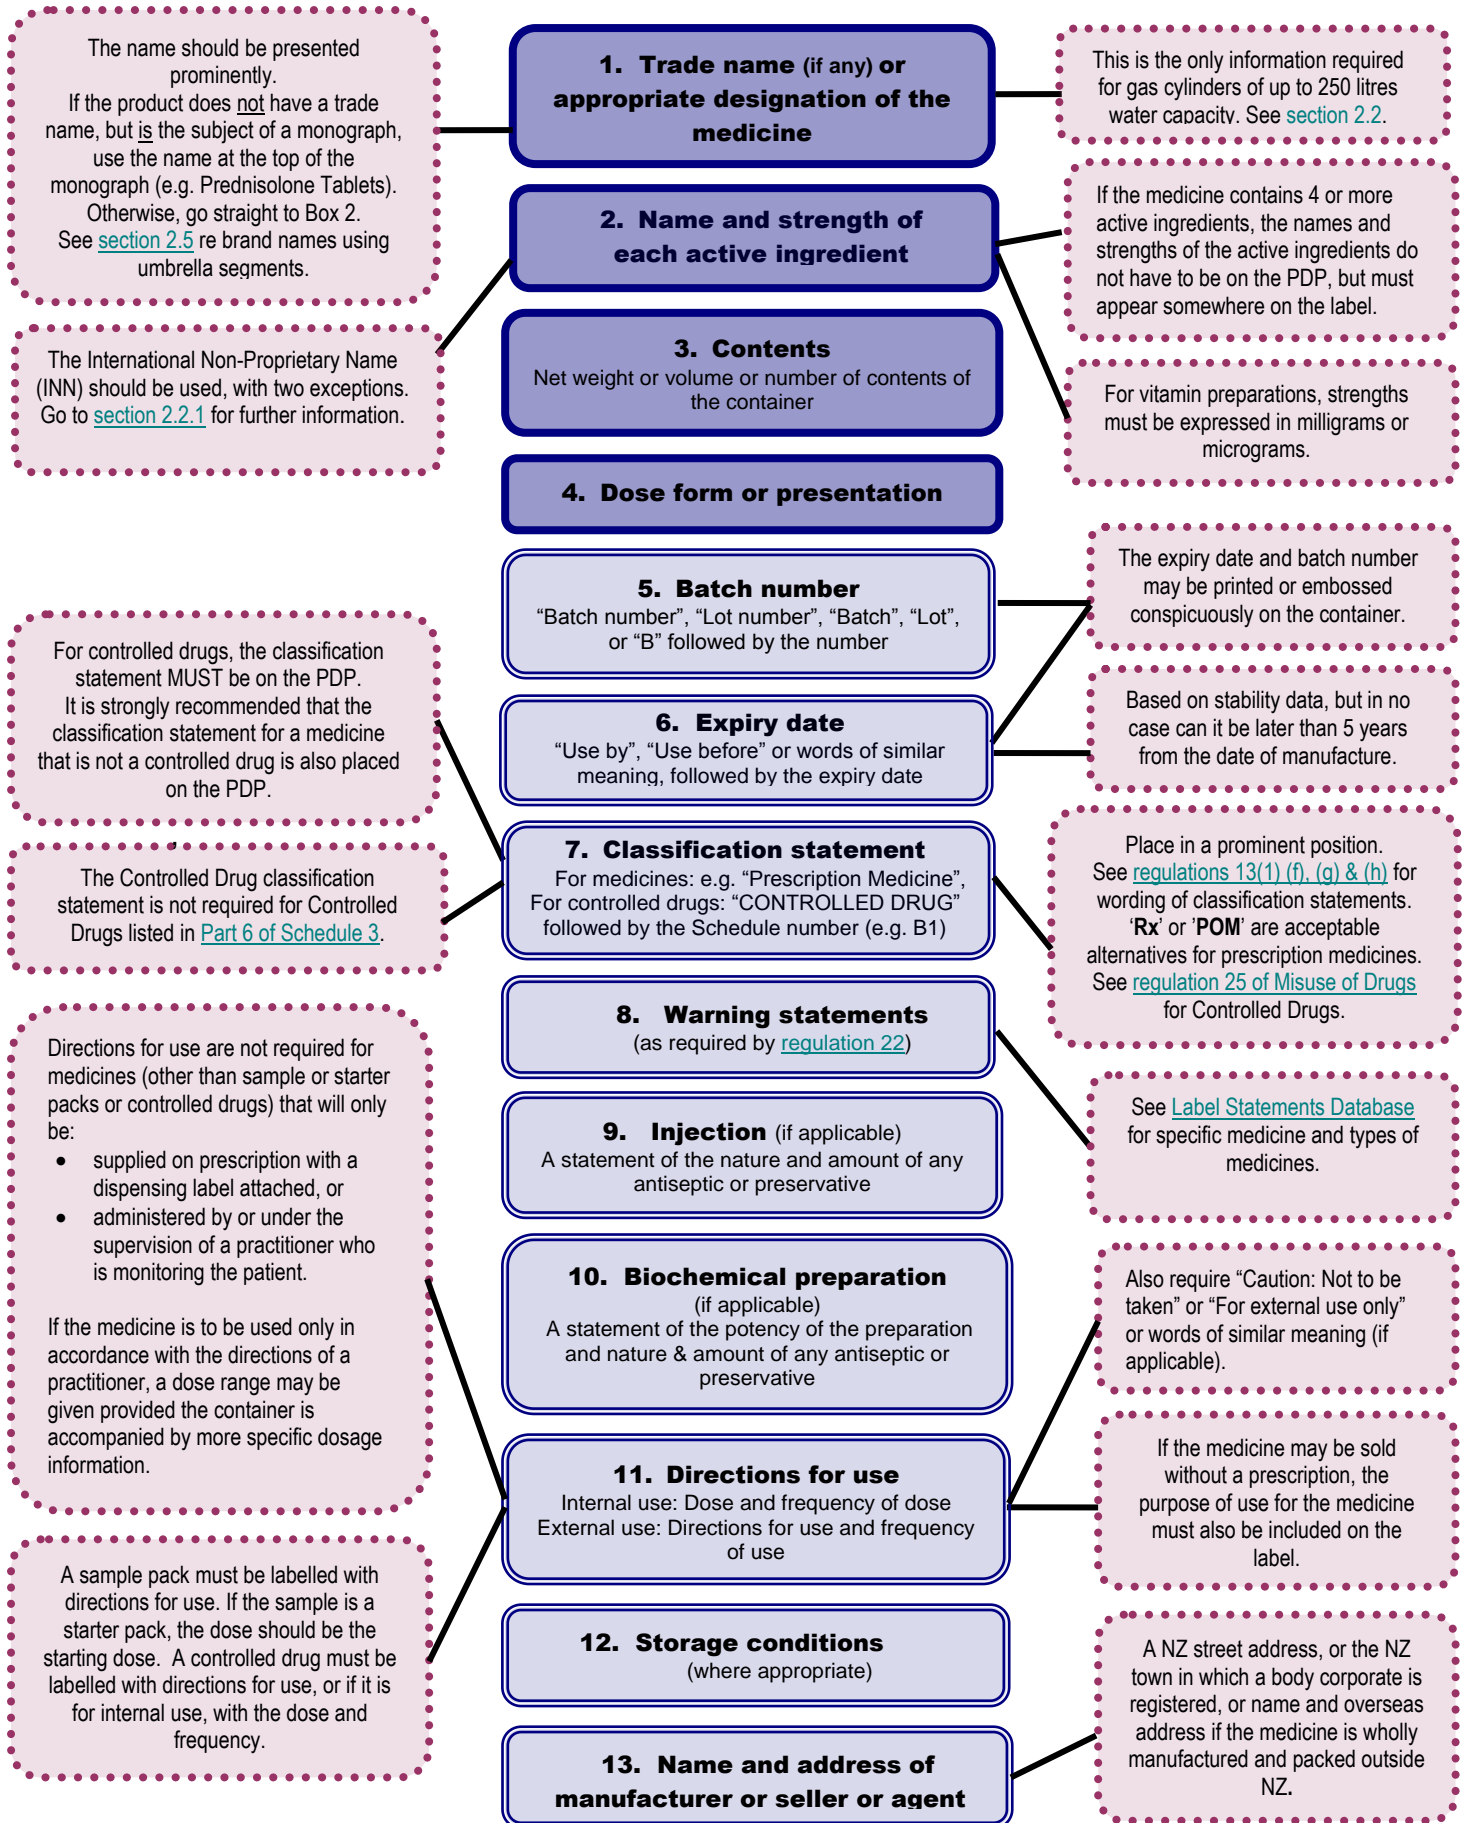 The name should be presented
prominently.
If the product does not have a trade
name, but is the subject of a monograph,
use the name at the top of the
monograph (e.g. Prednisolone Tablets).
Otherwise, go straight to Box 2.
See section 2.5 re brand names using
umbrella segments.
1. Trade name (if any) or
appropriate designation of the
medicine
This is the only information required
for gas cylinders of up to 250 litres
water capacity. See section 2.2.
2. Name and strength of
each active ingredient
If the medicine contains 4 or more
active ingredients, the names and
strengths of the active ingredients do
not have to be on the PDP, but must
appear somewhere on the label.
The International Non-Proprietary Name
(INN) should be used, with two exceptions.
Go to section 2.2.1 for further information.
3. Contents
Net weight or volume or number of contents of
the container
For vitamin preparations, strengths
must be expressed in milligrams or
micrograms.
4. Dose form or presentation
5. Batch number
“Batch number”, “Lot number”, “Batch”, “Lot”,
or “B” followed by the number
The expiry date and batch number
may be printed or embossed
conspicuously on the container.
For controlled drugs, the classification
statement MUST be on the PDP.
It is strongly recommended that the
classification statement for a medicine
that is not a controlled drug is also placed
on the PDP.
6. Expiry date
“Use by”, “Use before” or words of similar
meaning, followed by the expiry date
Based on stability data, but in no
case can it be later than 5 years
from the date of manufacture.
The Controlled Drug classification
statement is not required for Controlled
Drugs listed in Part 6 of Schedule 3.
7. Classification statement
For medicines: e.g. “Prescription Medicine”,
For controlled drugs: “CONTROLLED DRUG”
followed by the Schedule number (e.g. B1)
Place in a prominent position.
See regulations 13(1) (f), (g) & (h) for
wording of classification statements.
‘Rx’ or ’POM’ are acceptable
alternatives for prescription medicines.
See regulation 25 of Misuse of Drugs
for Controlled Drugs.
8. Warning statements
(as required by regulation 22)
See Label Statements Database
for specific medicine and types of
medicines.
Directions for use are not required for
medicines (other than sample or starter
packs or controlled drugs) that will only
be:
• supplied on prescription with a
dispensing label attached, or
• administered by or under the
supervision of a practitioner who
is monitoring the patient.
If the medicine is to be used only in
accordance with the directions of a
practitioner, a dose range may be
given provided the container is
accompanied by more specific dosage
information.
9. Injection (if applicable)
A statement of the nature and amount of any
antiseptic or preservative
10. Biochemical preparation
(if applicable)
A statement of the potency of the preparation
and nature & amount of any antiseptic or
preservative
Also require “Caution: Not to be
taken” or “For external use only”
or words of similar meaning (if
applicable).
11. Directions for use
Internal use: Dose and frequency of dose
External use: Directions for use and frequency
of use
If the medicine may be sold
without a prescription, the
purpose of use for the medicine
must also be included on the
label.
A sample pack must be labelled with
directions for use. If the sample is a
starter pack, the dose should be the
starting dose. A controlled drug must be
labelled with directions for use, or if it is
for internal use, with the dose and
frequency.
12. Storage conditions
(where appropriate)
13. Name and address of
manufacturer or seller or agent
A NZ street address, or the NZ
town in which a body corporate is
registered, or name and overseas
address if the medicine is wholly
manufactured and packed outside
NZ.